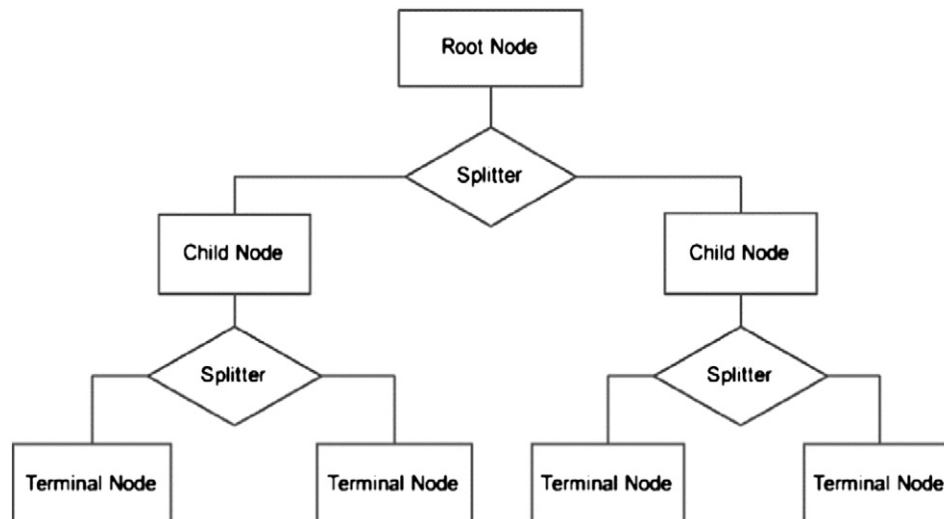 Root Node
Splitter
Child Node
Child Node
Splitter
Splitter
Terminal Node
Terminal Node
Terminal Node
Terminal Node